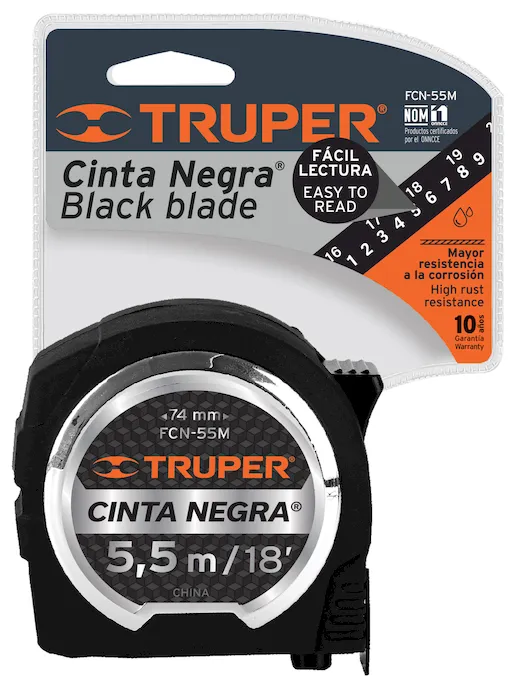 FCN-55M
NOM
ONNCCE
Productos certificados
por el ONNCCE
TRUPER®
Cinta Negra®
Black blade
FÁCIL
LECTURA
EASY TO
READ
16 17 18 19 2
1 2 3 4 5 6 7 8 9
Mayor
resistencia
a la corrosión
High rust
resistance
10 años
Garantía
Warranty
74 mm
FCN-55M
TRUPER®
CINTA NEGRA®
5,5 m/18'
CHINA